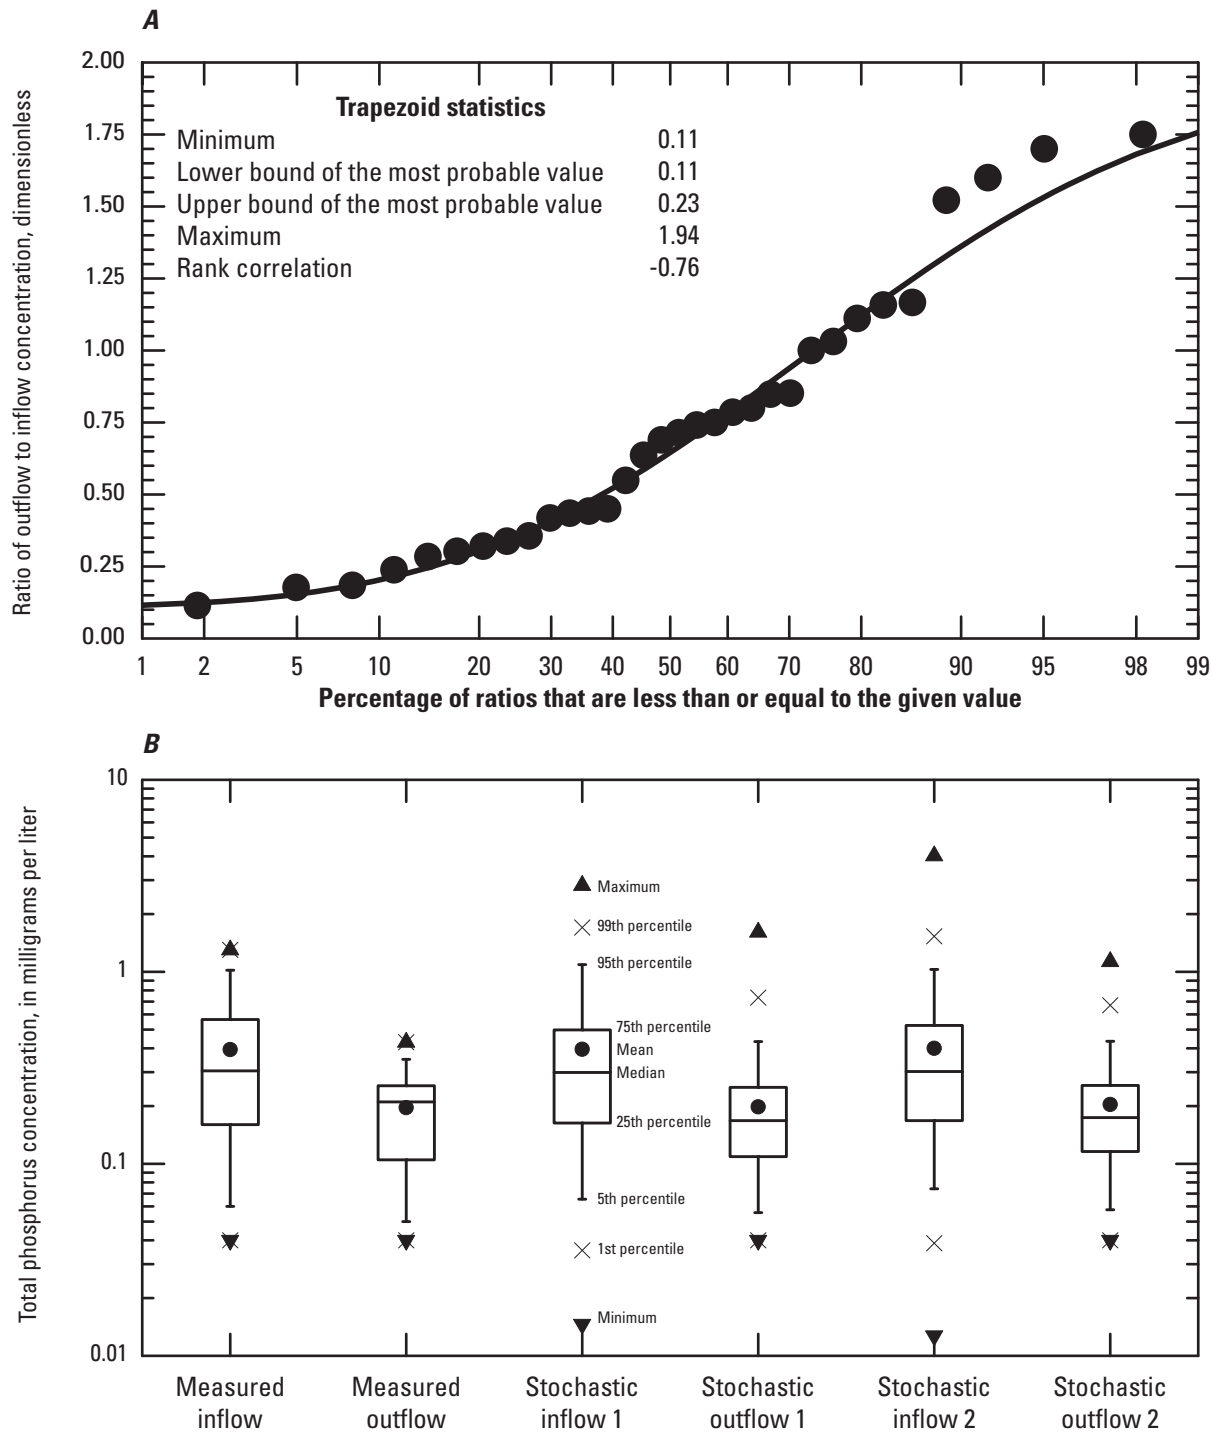 A
Ratio of outflow to inflow concentration, dimensionless
2.00
1.75
1.50
1.25
1.00
0.75
0.50
0.25
0.00
Trapezoid statistics
Minimum 0.11
Lower bound of the most probable value 0.11
Upper bound of the most probable value 0.23
Maximum 1.94
Rank correlation -0.76
1 2 5 10 20 30 40 50 60 70 80 90 95 98 99
Percentage of ratios that are less than or equal to the given value
B
Total phosphorus concentration, in milligrams per liter
10
1
0.1
0.01
Maximum
99th percentile
95th percentile
75th percentile
Mean
Median
25th percentile
5th percentile
1st percentile
Minimum
Measured
inflow
Measured
outflow
Stochastic
inflow 1
Stochastic
outflow 1
Stochastic
inflow 2
Stochastic
outflow 2